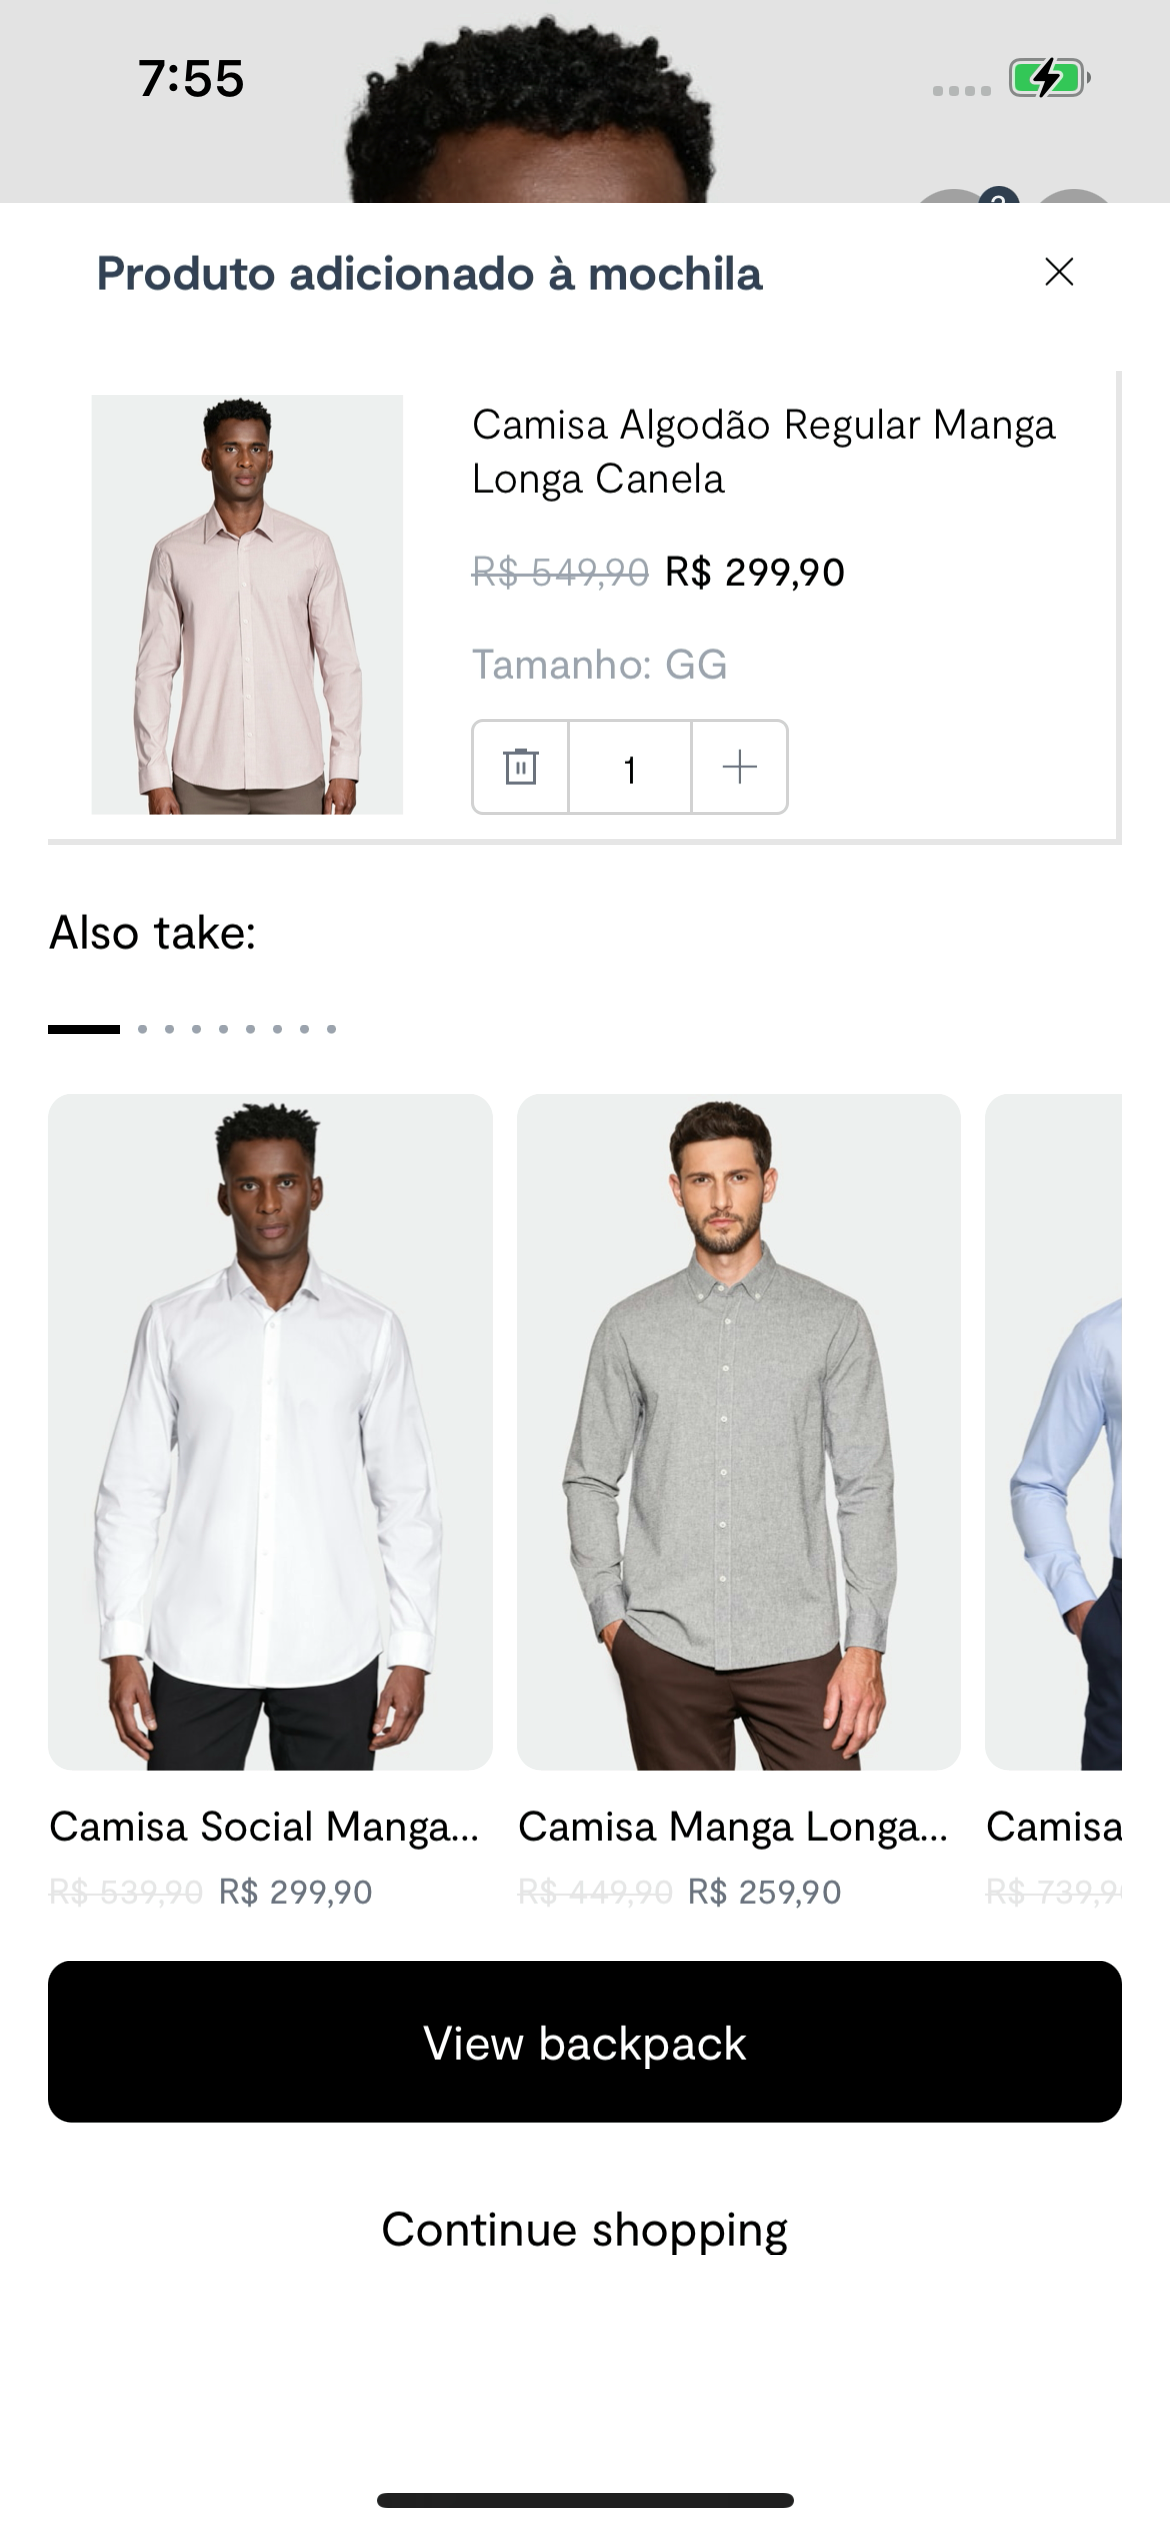 7:55
Produto adicionado à mochila
Camisa Algodão Regular Manga
Longa Canela
R$ 549,90 R$ 299,90
Tamanho: GG
1
Also take:
Camisa Social Manga...
Camisa Manga Longa...
Camisa
R$ 539,90 R$ 299,90
R$ 449,90 R$ 259,90
R$ 739,9
View backpack
Continue shopping